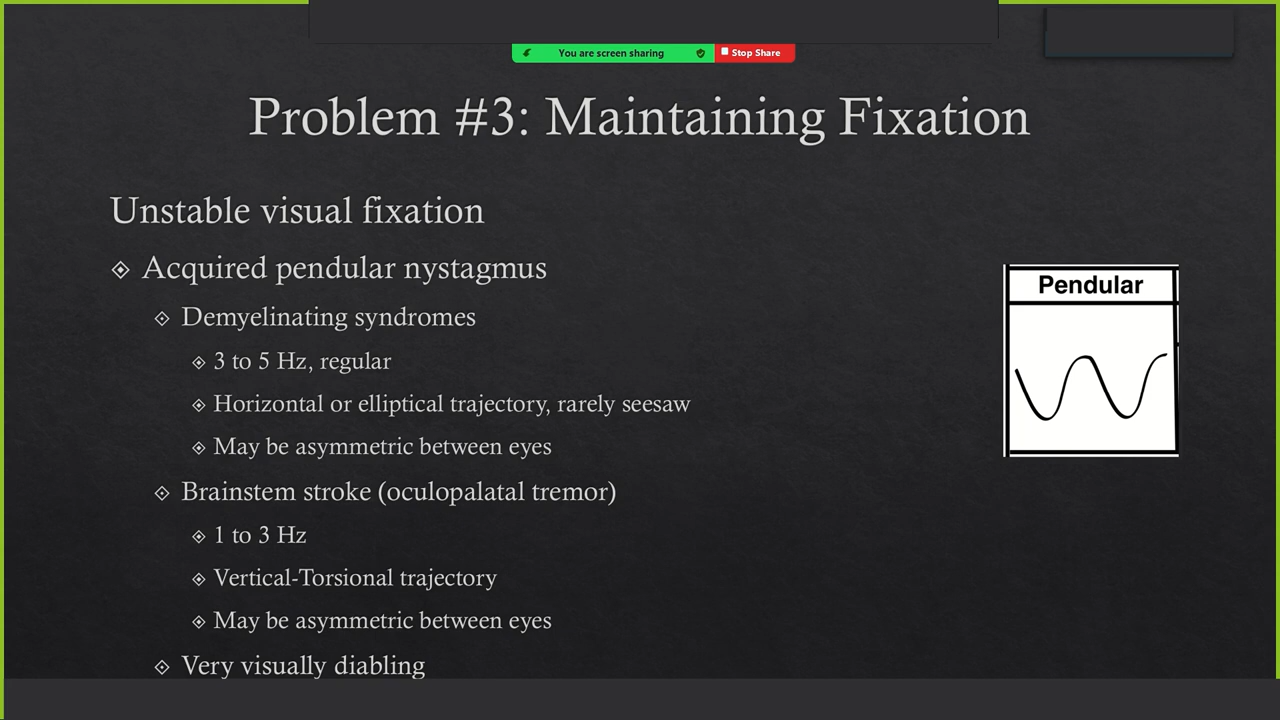 You are screen sharing
Stop Share
Problem #3: Maintaining Fixation
Unstable visual fixation
Acquired pendular nystagmus
Demyelinating syndromes
3 to 5 Hz, regular
Horizontal or elliptical trajectory, rarely seesaw
May be asymmetric between eyes
Brainstem stroke (oculopalatal tremor)
1 to 3 Hz
Vertical-Torsional trajectory
May be asymmetric between eyes
Very visually diabling
Pendular